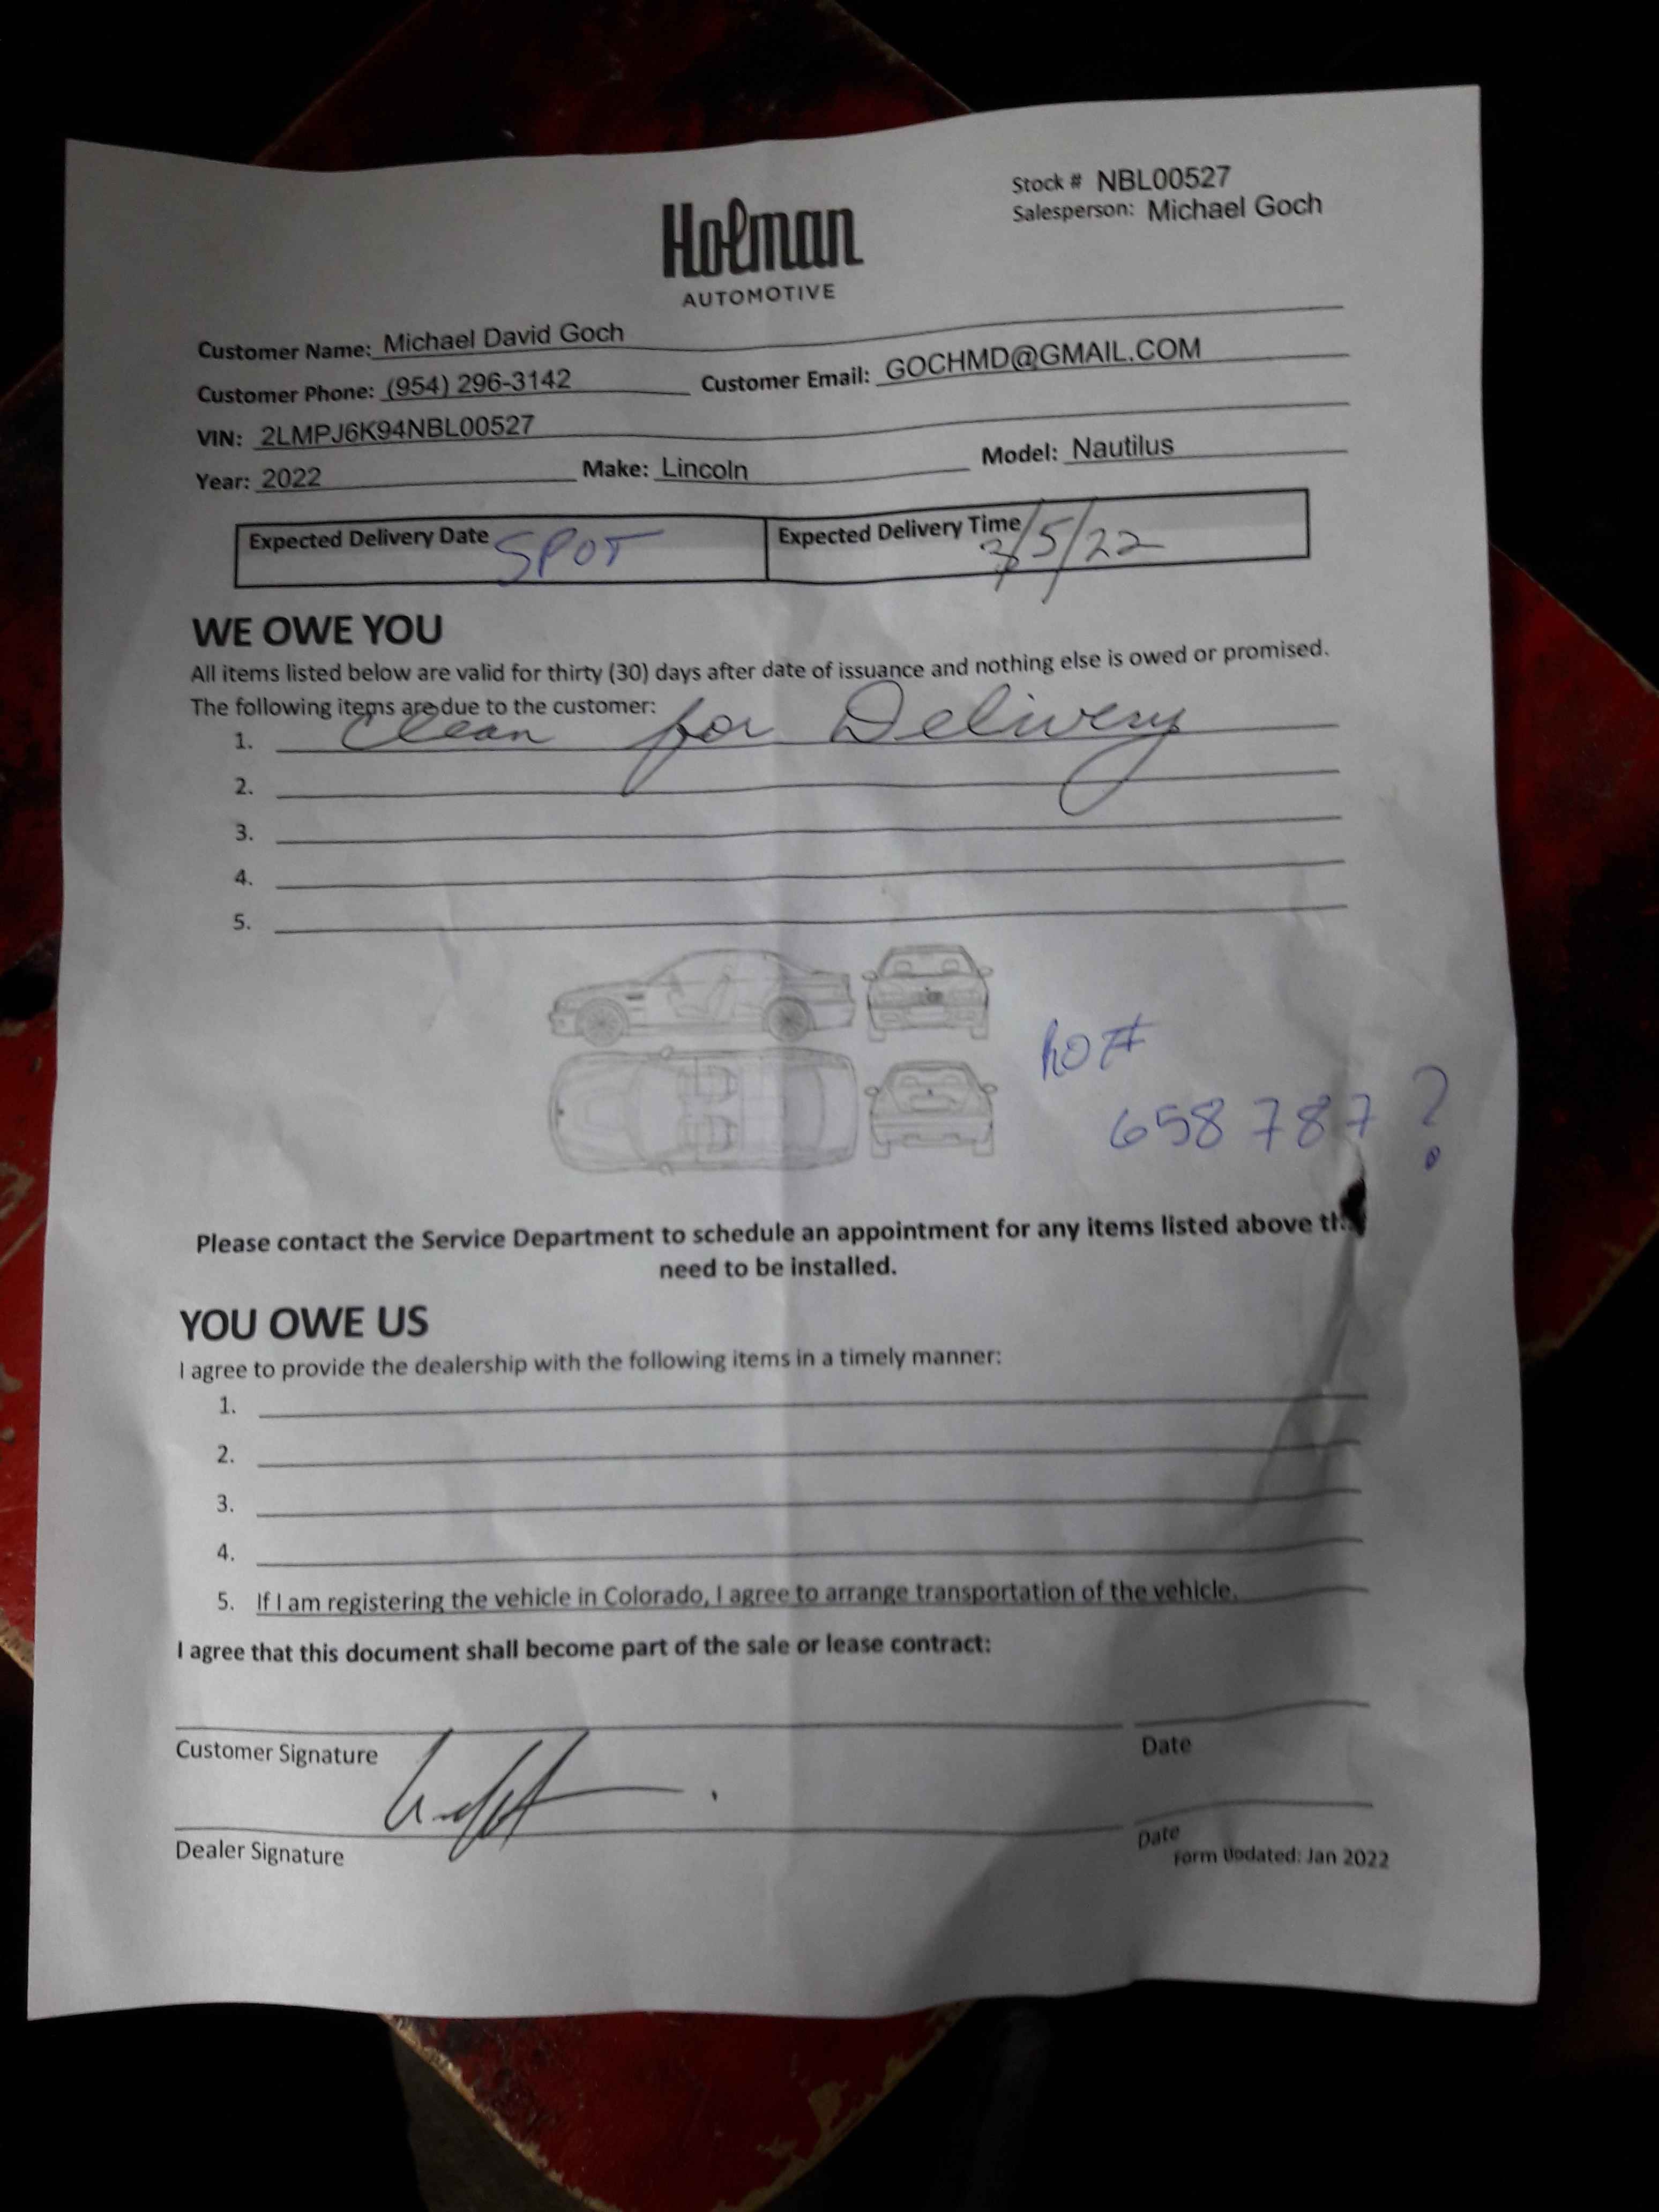 Stock # NBL00527
Salesperson: Michael Goch
Holman
AUTOMOTIVE
Customer Name: Michael David Goch
Customer Phone: (954) 296-3142 Customer Email: GOCHMD@GMAIL.COM
VIN: 2LMPJ6K94NBL00527
Year: 2022 Make: Lincoln Model: Nautilus
Expected Delivery Date SPOT Expected Delivery Time 3/5/22
WE OWE YOU
All items listed below are valid for thirty (30) days after date of issuance and nothing else is owed or promised.
The following items are due to the customer:
1. Clean for Delivery
2.
3.
4.
5.
RO#
658787?
Please contact the Service Department to schedule an appointment for any items listed above
need to be installed.
YOU OWE US
I agree to provide the dealership with the following items in a timely manner:
1.
2.
3.
4.
5. If I am registering the vehicle in Colorado, I agree to arrange transportation of the vehicle.
I agree that this document shall become part of the sale or lease contract:
Customer Signature Date
Dealer Signature Date
Form Updated: Jan 2022